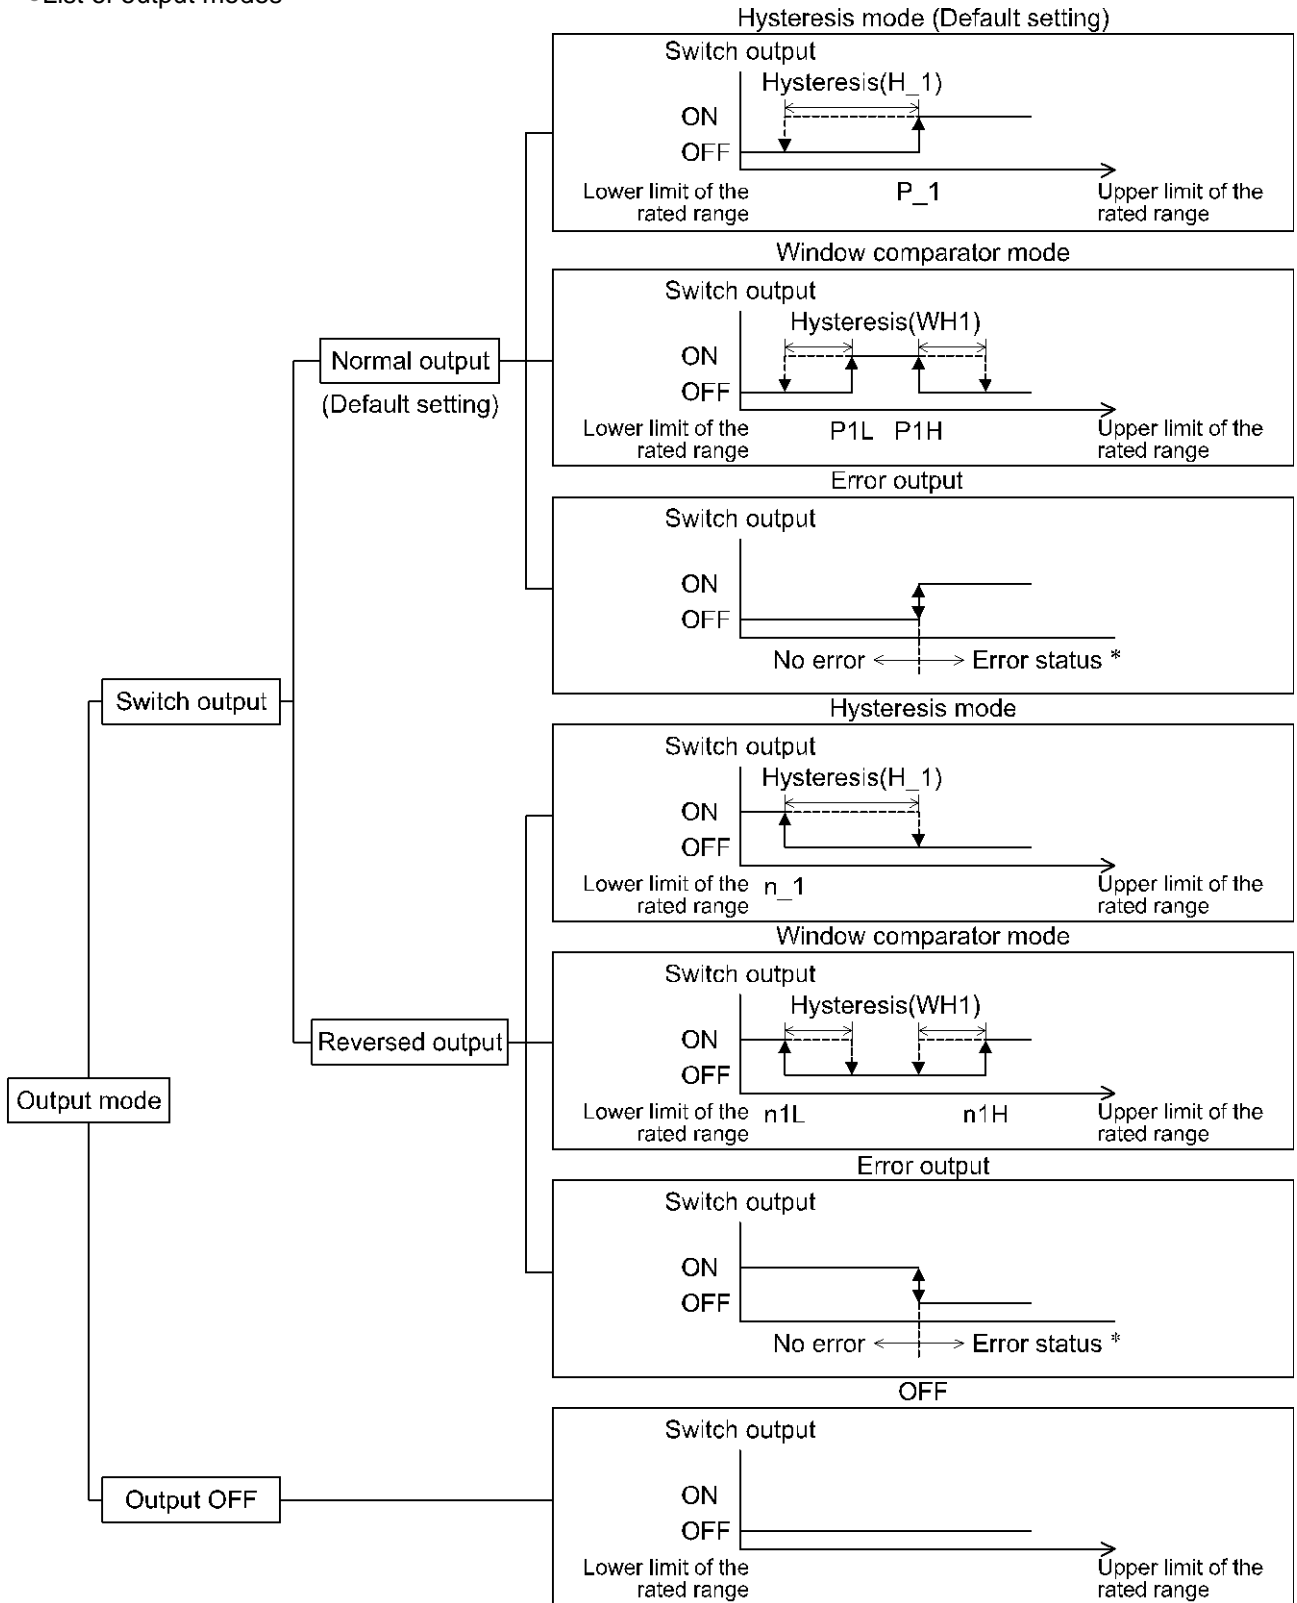 List of output modes
Hysteresis mode (Default setting)
Switch output
Hysteresis(H_1)
ON
OFF
Lower limit of the
rated range
P_1
Upper limit of the
rated range
Window comparator mode
Switch output
Hysteresis(WH1)
ON
OFF
Lower limit of the
rated range
P1L P1H
Upper limit of the
rated range
Normal output
(Default setting)
Error output
Switch output
ON
OFF
No error
Error status *
Switch output
Hysteresis mode
Switch output
Hysteresis(H_1)
ON
OFF
Lower limit of the
rated range
n_1
Upper limit of the
rated range
Window comparator mode
Switch output
Hysteresis(WH1)
ON
OFF
Lower limit of the
rated range
n1L
n1H
Upper limit of the
rated range
Reversed output
Output mode
Error output
Switch output
ON
OFF
No error
Error status *
OFF
Switch output
ON
OFF
Lower limit of the
rated range
Upper limit of the
rated range
Output OFF